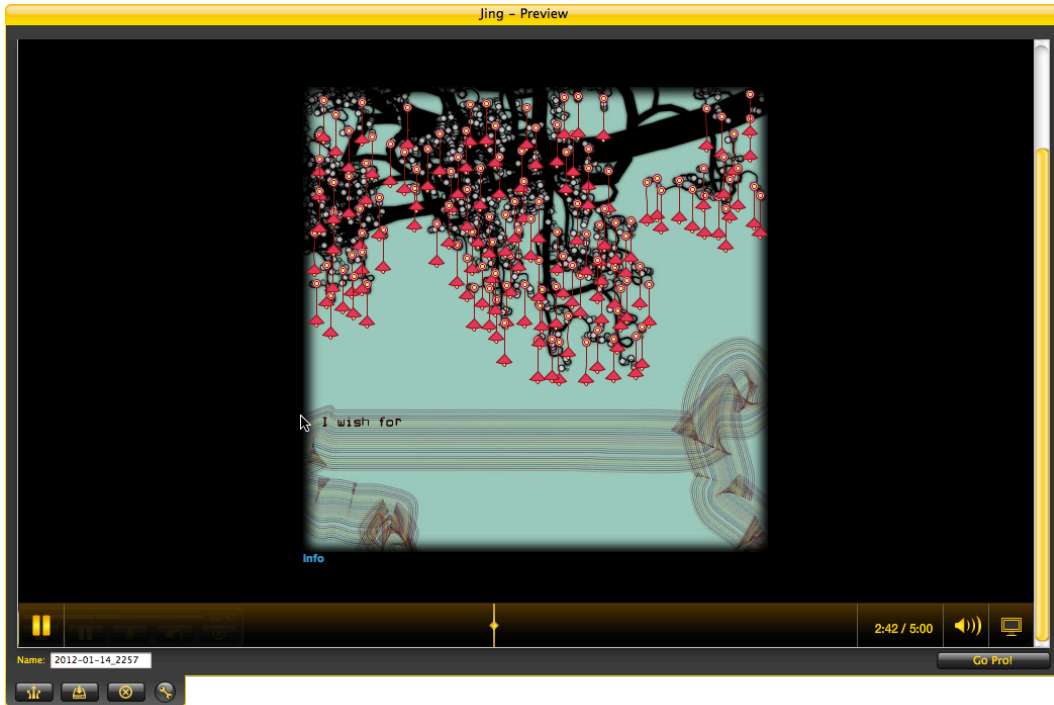 Jing – Preview
I wish for
Info
2:42 / 5:00
Name: 2012-01-14_2257
Go Pro!